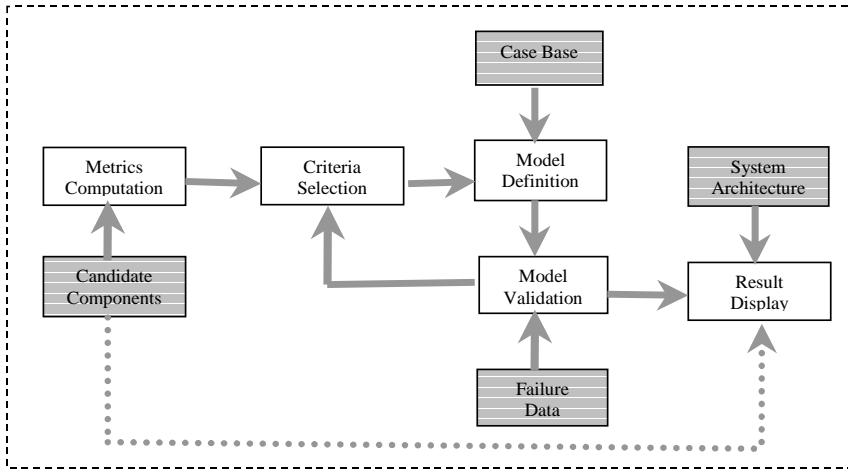 Case Base
Metrics
Computation
Criteria
Selection
Model
Definition
System
Architecture
Candidate
Components
Model
Validation
Result
Display
Failure
Data